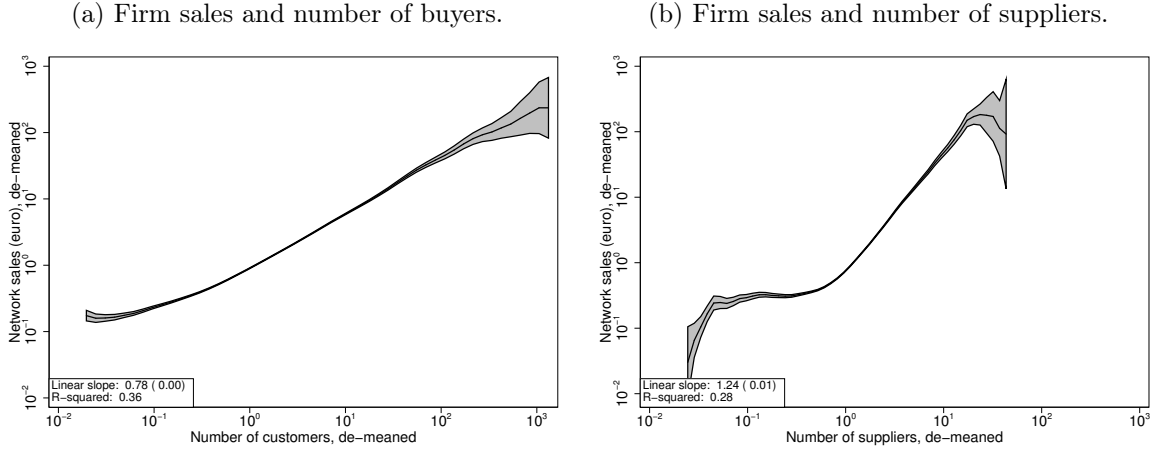 (a) Firm sales and number of buyers.
Network sales (euro), de−meaned
10³
10²
10¹
10⁰
10⁻¹
10⁻²
Linear slope: 0.78 ( 0.00)
R−squared: 0.36
10⁻² 10⁻¹ 10⁰ 10¹ 10² 10³
Number of customers, de−meaned
(b) Firm sales and number of suppliers.
Network sales (euro), de−meaned
10³
10²
10¹
10⁰
10⁻¹
10⁻²
Linear slope: 1.24 ( 0.01)
R−squared: 0.28
10⁻² 10⁻¹ 10⁰ 10¹ 10² 10³
Number of suppliers, de−meaned